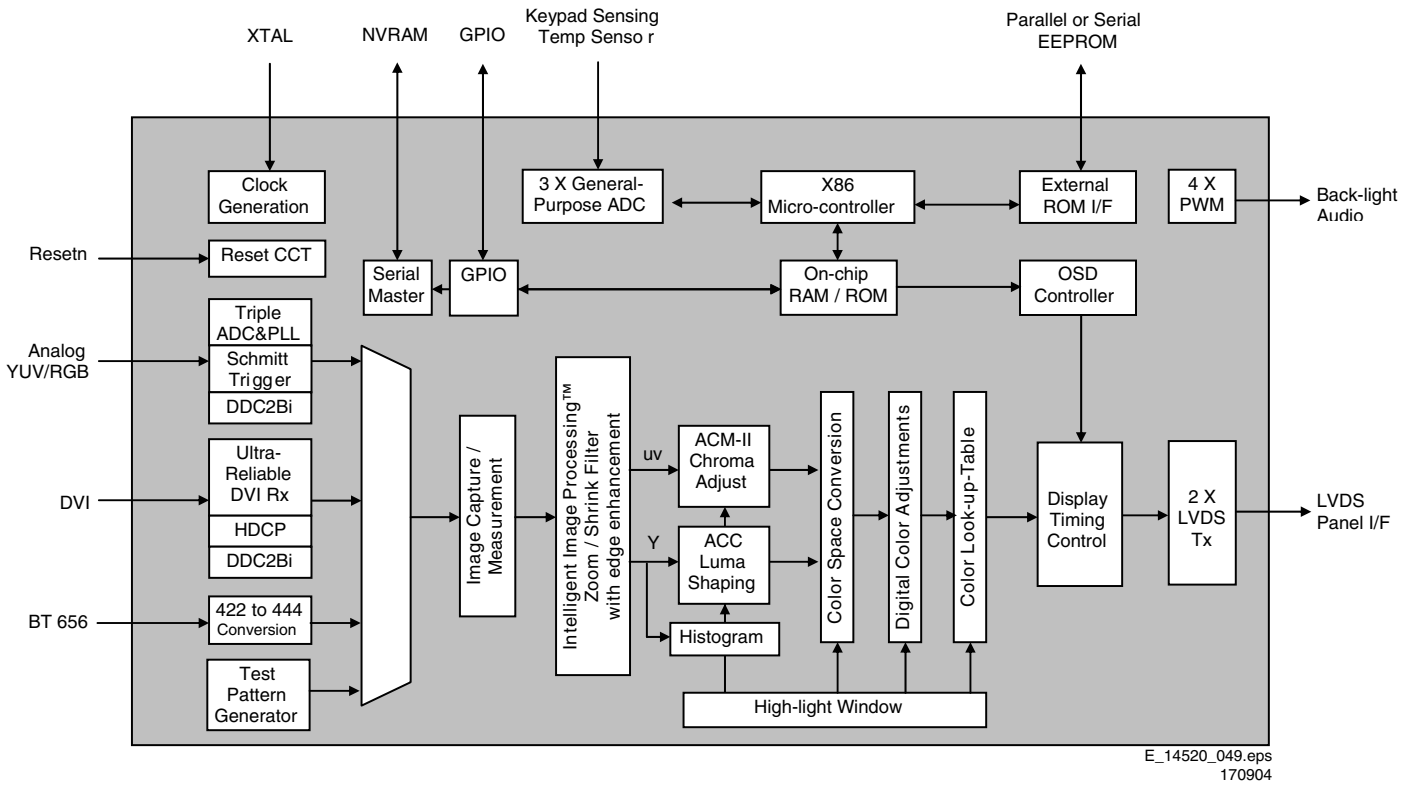 XTAL
NVRAM
GPIO
Keypad Sensing
Temp Senso r
Parallel or Serial
EEPROM
Clock
Generation
3 X General-
Purpose ADC
X86
Micro-controller
External
ROM I/F
4 X
PWM
Back-light
Audio
Resetn
Reset CCT
Serial
Master
GPIO
On-chip
RAM / ROM
OSD
Controller
Analog
YUV/RGB
Triple
ADC&PLL
Schmitt
Trigger
DDC2Bi
DVI
Ultra-
Reliable
DVI Rx
HDCP
DDC2Bi
BT 656
422 to 444
Conversion
Test
Pattern
Generator
Image Capture /
Measurement
Intelligent Image Processing™
Zoom / Shrink Filter
with edge enhancement
uv
Y
ACM-II
Chroma
Adjust
ACC
Luma
Shaping
Histogram
Color Space Conversion
Digital Color Adjustments
Color Look-up-Table
High-light Window
Display
Timing
Control
2 X
LVDS
Tx
LVDS
Panel I/F
E_14520_049.eps
170904